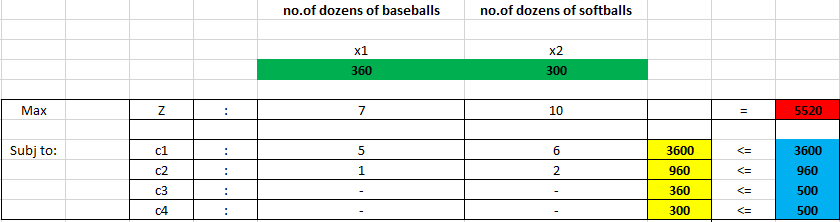 no.of dozens of baseballs no.of dozens of softballs
x1 x2
360 300
Max Z : 7 10 = 5520
Subj to: c1 : 5 6 3600 <= 3600
c2 : 1 2 960 <= 960
c3 : - - 360 <= 500
c4 : - - 300 <= 500